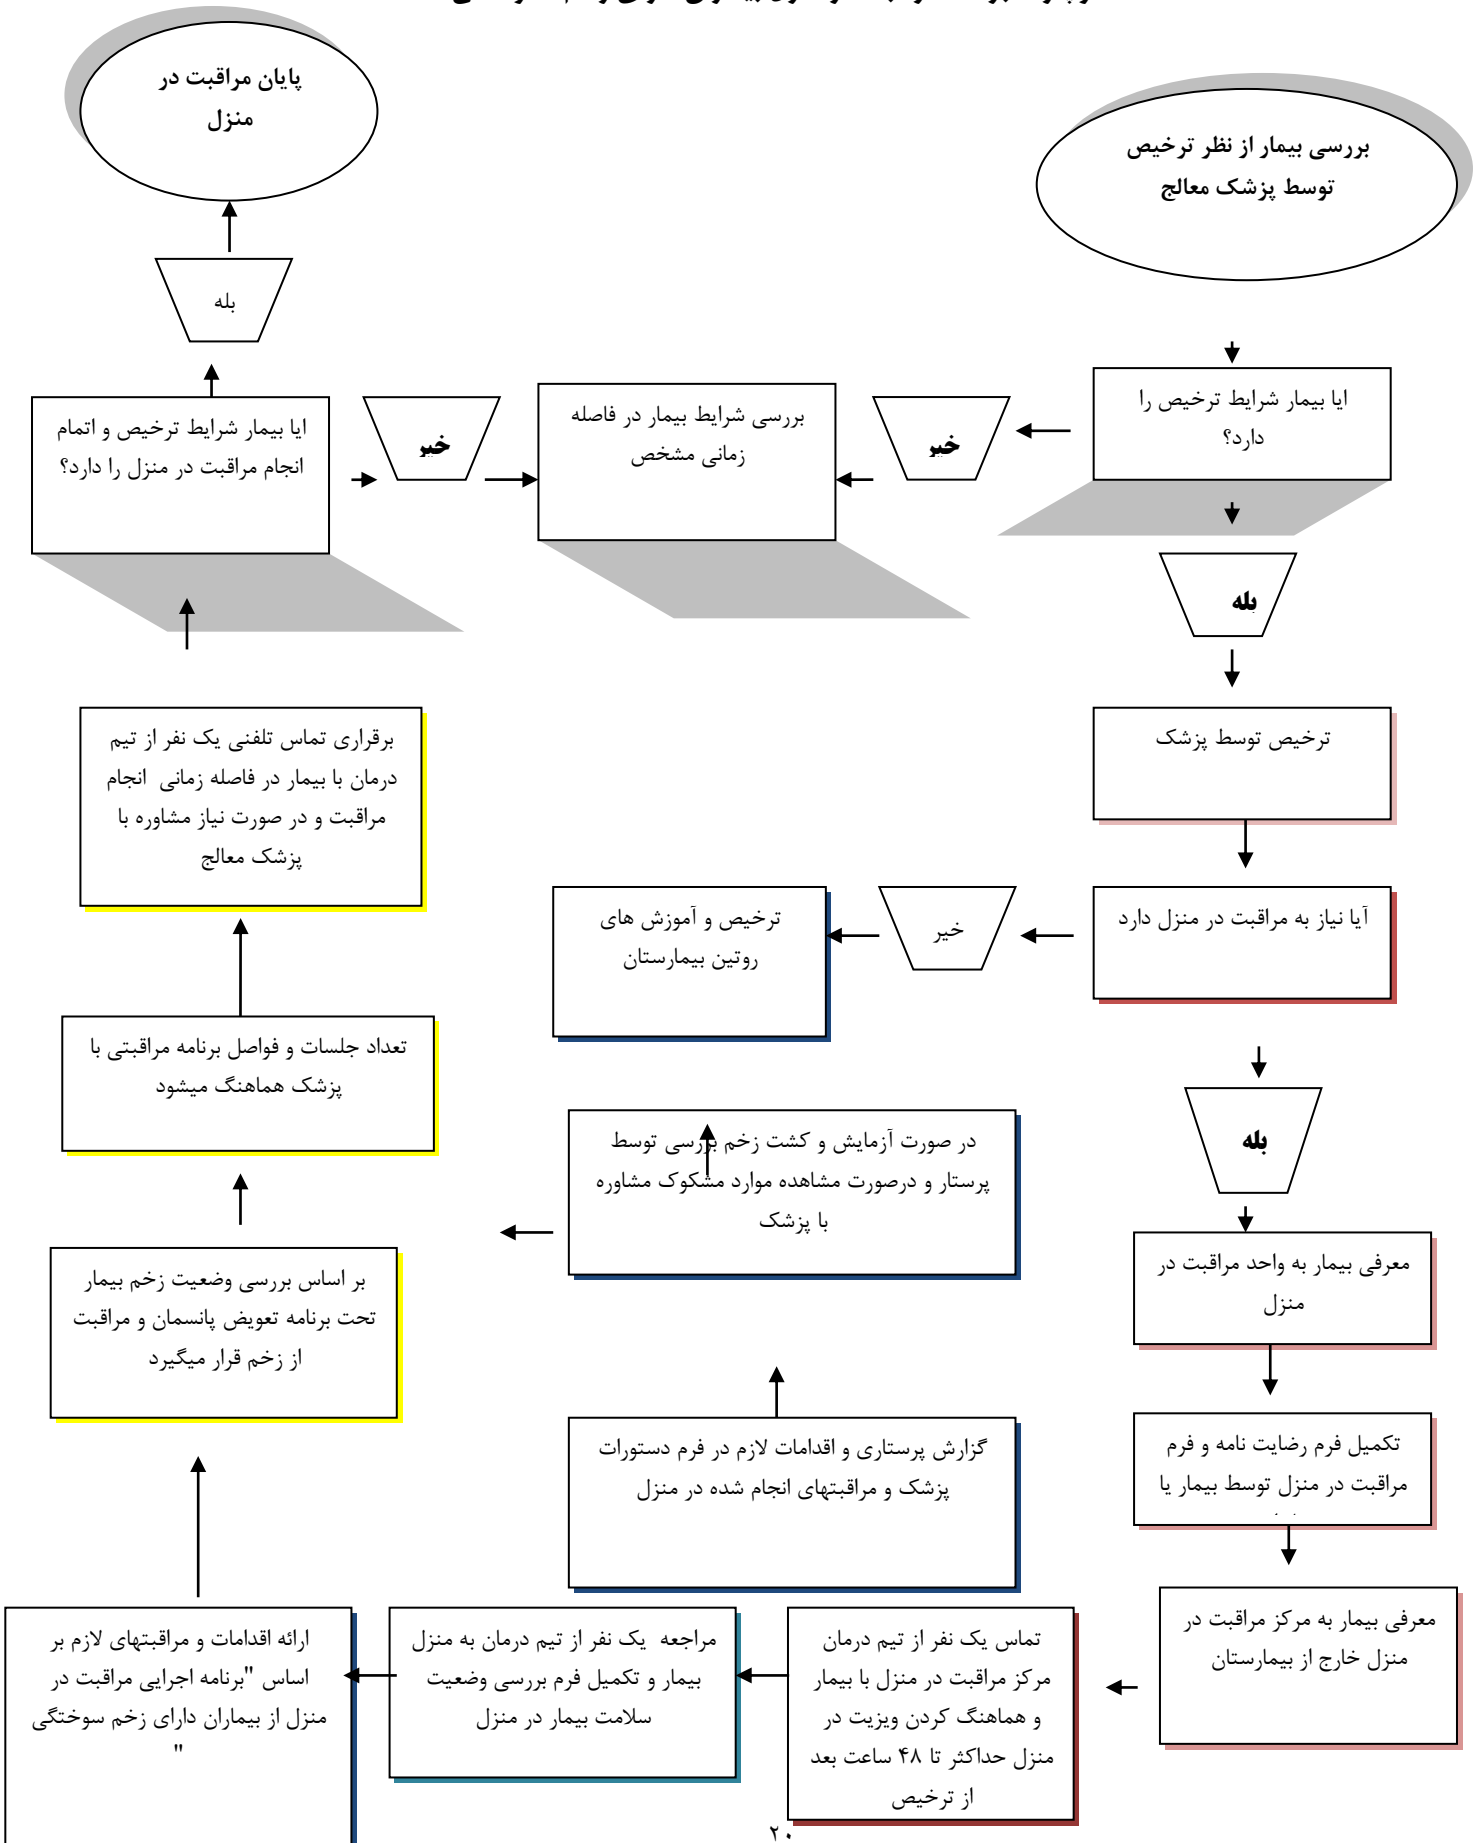 بررسی بیمار از نظر ترخیص
توسط پزشک معالج
ایا بیمار شرایط ترخیص را
دارد؟
خیر
بررسی شرایط بیمار در فاصله
زمانی مشخص
بله
ترخیص توسط پزشک
آیا نیاز به مراقبت در منزل دارد
خیر
ترخیص و آموزش های
روتین بیمارستان
بله
معرفی بیمار به واحد مراقبت در
منزل
تکمیل فرم رضایت نامه و فرم
مراقبت در منزل توسط بیمار یا
معرفی بیمار به مرکز مراقبت در
منزل خارج از بیمارستان
تماس یک نفر از تیم درمان
مرکز مراقبت در منزل با بیمار
و هماهنگ کردن ویزیت در
منزل حداکثر تا ۴۸ ساعت بعد
از ترخیص
مراجعه یک نفر از تیم درمان به منزل
بیمار و تکمیل فرم بررسی وضعیت
سلامت بیمار در منزل
ارائه اقدامات و مراقبتهای لازم بر
اساس "برنامه اجرایی مراقبت در
منزل از بیماران دارای زخم سوختگی
"
گزارش پرستاری و اقدامات لازم در فرم دستورات
پزشک و مراقبتهای انجام شده در منزل
در صورت آزمایش و کشت زخم بررسی توسط
پرستار و درصورت مشاهده موارد مشکوک مشاوره
با پزشک
بر اساس بررسی وضعیت زخم بیمار
تحت برنامه تعویض پانسمان و مراقبت
از زخم قرار میگیرد
تعداد جلسات و فواصل برنامه مراقبتی با
پزشک هماهنگ میشود
برقراری تماس تلفنی یک نفر از تیم
درمان با بیمار در فاصله زمانی انجام
مراقبت و در صورت نیاز مشاوره با
پزشک معالج
ایا بیمار شرایط ترخیص و اتمام
انجام مراقبت در منزل را دارد؟
خیر
بله
پایان مراقبت در
منزل
۲۰